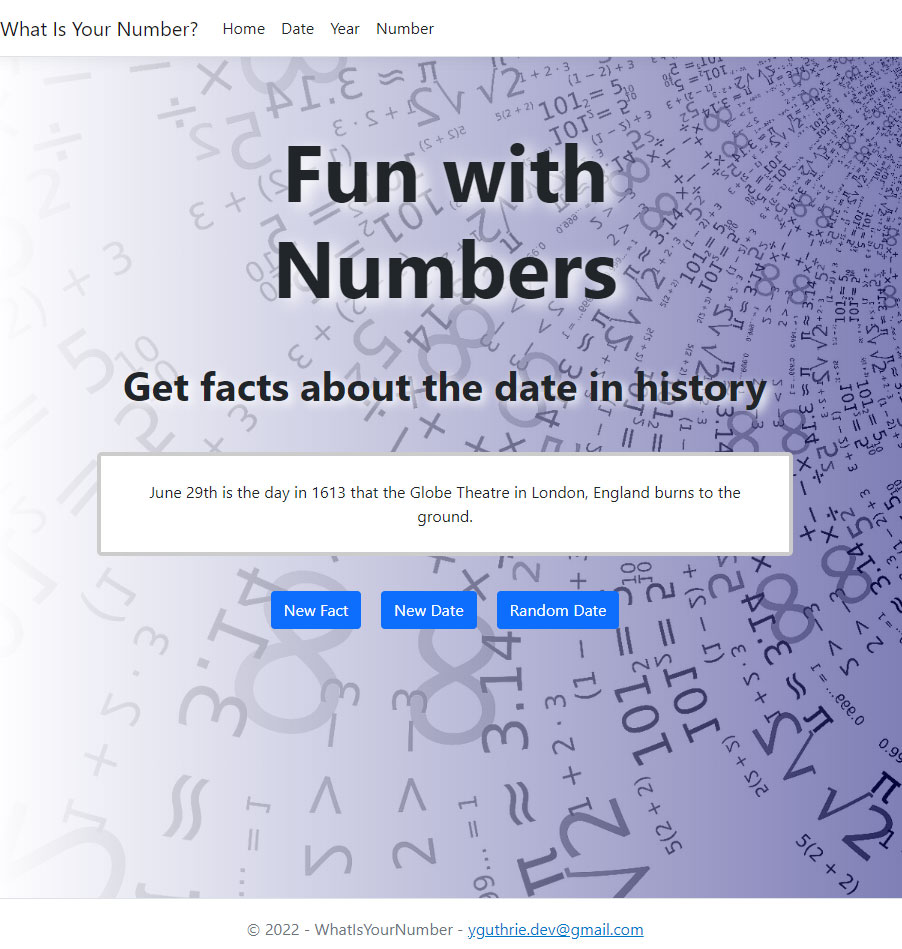 What Is Your Number? Home Date Year Number
Fun with
Numbers
Get facts about the date in history
June 29th is the day in 1613 that the Globe Theatre in London, England burns to the
ground.
New Fact New Date Random Date
© 2022 - WhatIsYourNumber - yguthrie.dev@gmail.com